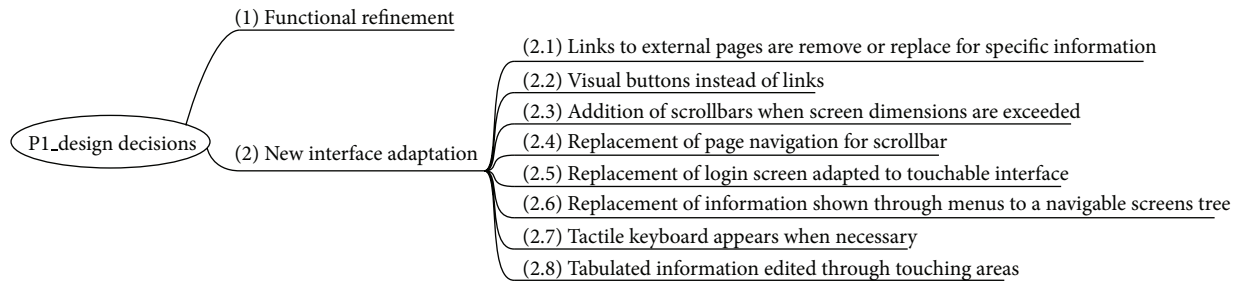 (1) Functional refinement
(2.1) Links to external pages are remove or replace for specific information
(2.2) Visual buttons instead of links
(2.3) Addition of scrollbars when screen dimensions are exceeded
P1_design decisions
(2) New interface adaptation
(2.4) Replacement of page navigation for scrollbar
(2.5) Replacement of login screen adapted to touchable interface
(2.6) Replacement of information shown through menus to a navigable screens tree
(2.7) Tactile keyboard appears when necessary
(2.8) Tabulated information edited through touching areas